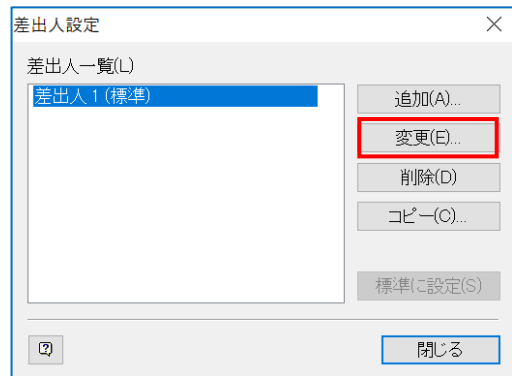 差出人設定
差出人一覧(L)
差出人1(標準)
追加(A)...
変更(E)...
削除(D)
コピー(C)...
標準に設定(S)
?
閉じる